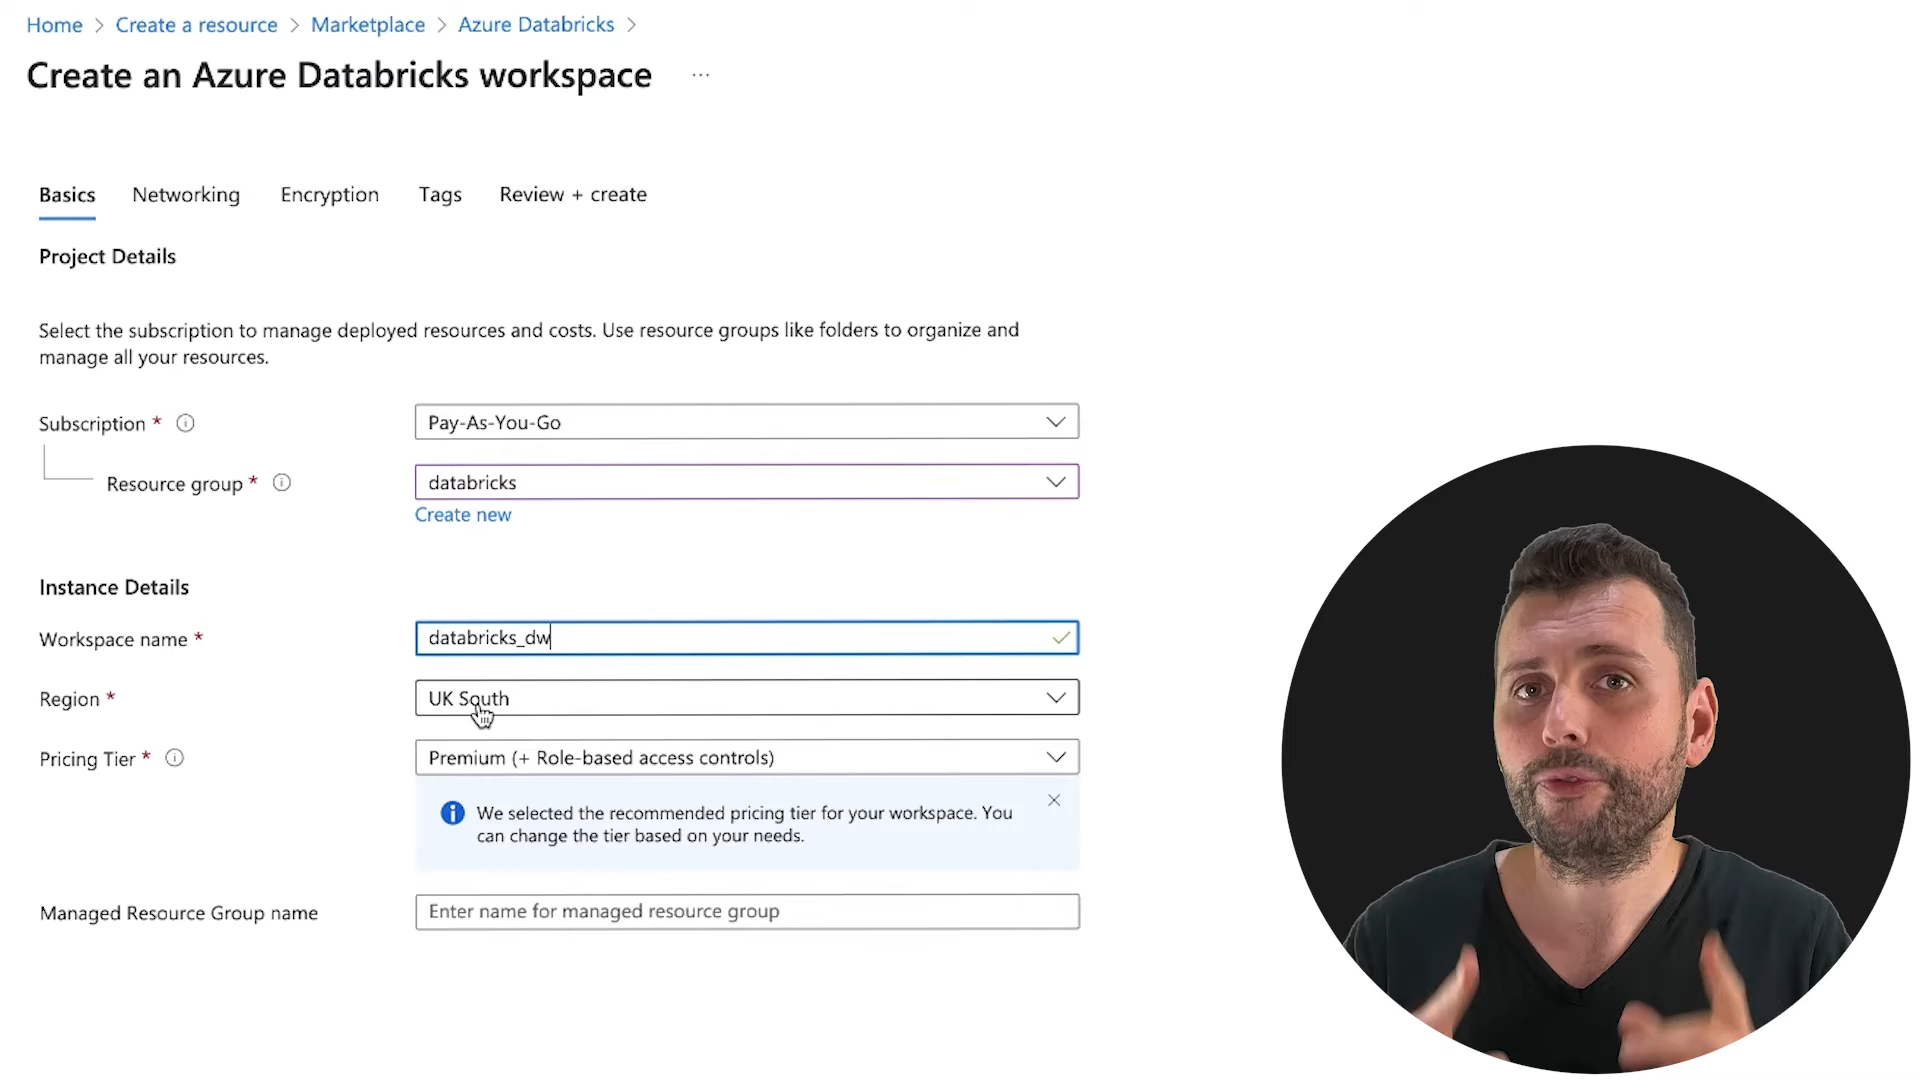 Home > Create a resource > Marketplace > Azure Databricks >
Create an Azure Databricks workspace ...
Basics Networking Encryption Tags Review + create
Project Details
Select the subscription to manage deployed resources and costs. Use resource groups like folders to organize and
manage all your resources.
Subscription * Pay-As-You-Go
Resource group * databricks
Create new
Instance Details
Workspace name * databricks_dw
Region * UK South
Pricing Tier * Premium (+ Role-based access controls)
We selected the recommended pricing tier for your workspace. You
can change the tier based on your needs.
Managed Resource Group name Enter name for managed resource group